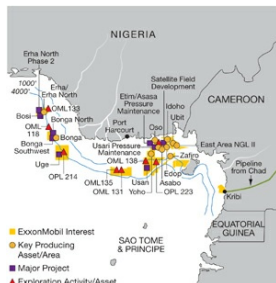 Erha North
Phase 2
NIGERIA
1000'
4000'
Erha/
Erha North
Satellite Field
Development
Etim/Asasa
Pressure
Maintenance
Idoho
Ubit
CAMEROON
OML133
Bosi
Bonga North
OML
118
Bonga
Port
Harcourt
Oso
Usari Pressure
Maintenance
East Area NGL II
Bonga
Southwest
OML 138
Zafiro
Pipeline
from Chad
Uge
OPL 214
Edop
Usan
Asabo
OML135
Yoho
OPL 223
OML 131
Kribi
ExxonMobil Interest
Key Producing
Asset/Area
Major Project
Exploration Activity/Asset
SAO TOME
& PRINCIPE
EQUATORIAL
GUINEA